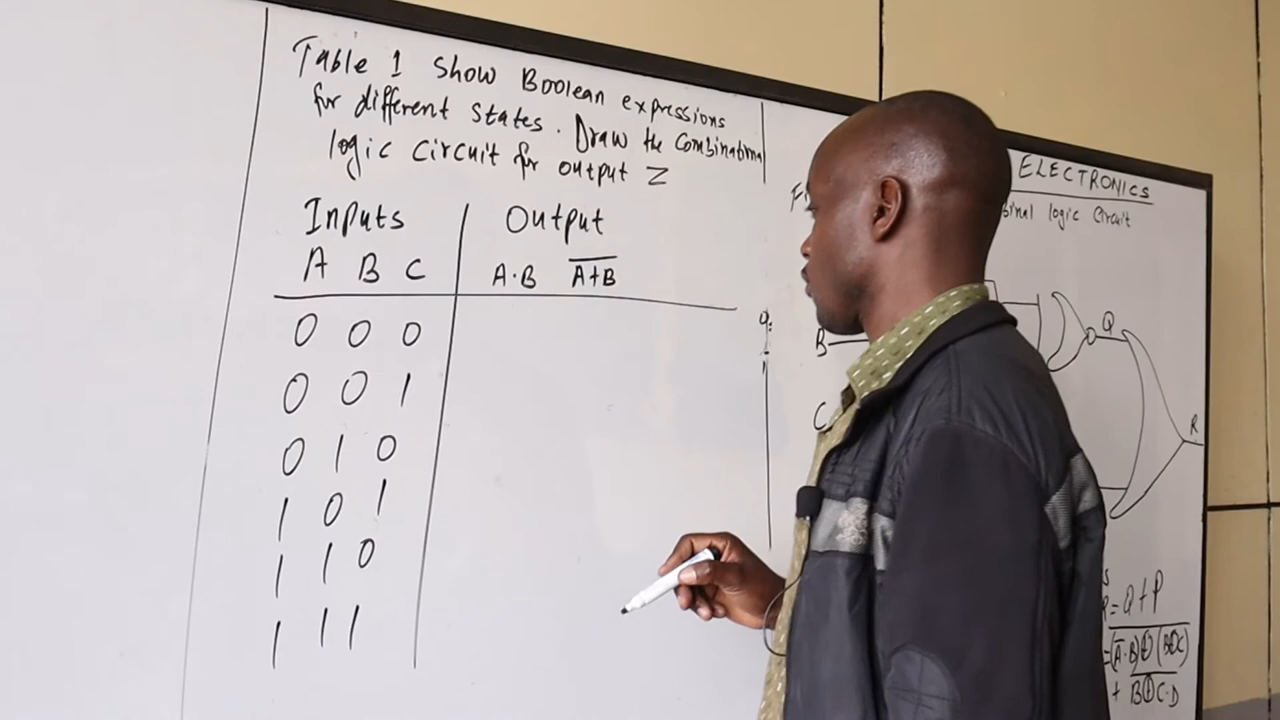 Table 1 Show Boolean expressions
for different states. Draw the Combinational
logic circuit for output Z
Inputs Output
A B C A·B \overline{A+B}
0 0 0
0 0 1
0 1 0
1 0 1
1 1 0
1 1 1
ELECTRONICS
logic Circuit
B
Q
C
R
= Q + P
= (\overline{A}·B) ⊕ (B⊕C)
+ B⊕C·D